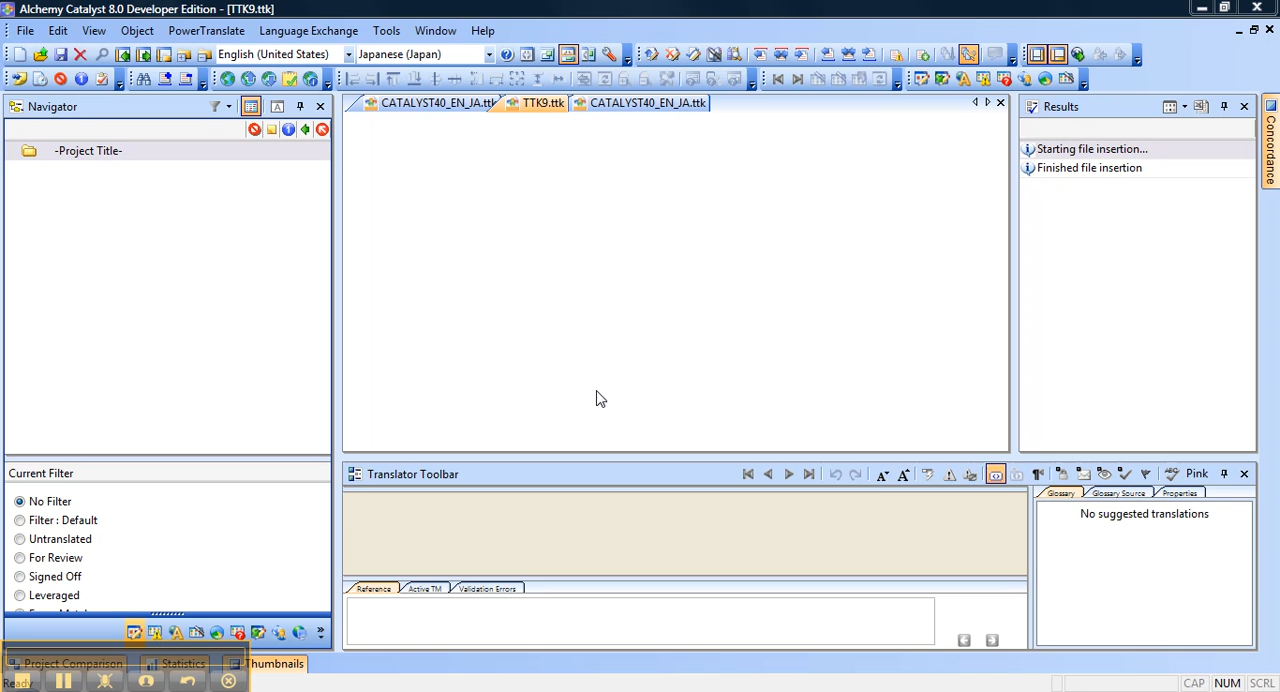 Alchemy Catalyst 8.0 Developer Edition - [TTK9.ttk]
File Edit View Object PowerTranslate Language Exchange Tools Window Help
English (United States) Japanese (Japan)
Navigator
-Project Title-
Current Filter
No Filter
Filter : Default
Untranslated
For Review
Signed Off
Leveraged
CATALYST40_EN_JA.ttk TTK9.ttk CATALYST40_EN_JA.ttk
Results
Starting file insertion...
Finished file insertion
Concordance
Translator Toolbar
Pink
Glossary Glossary Source Properties
No suggested translations
Reference Active TM Validation Errors
Project Comparison Statistics Thumbnails
Ready
CAP NUM SCRL